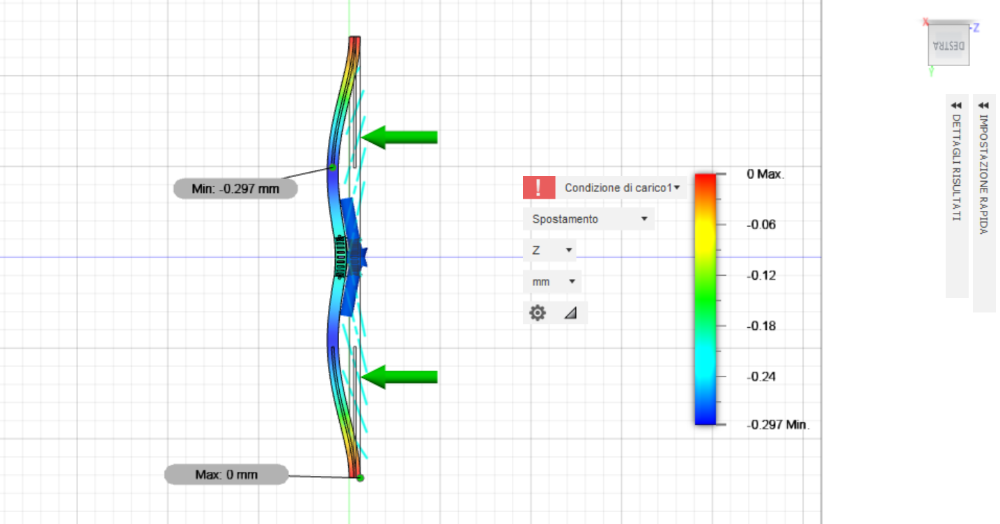 X
-Z
DESTRA
Y
IMPOSTAZIONE RAPIDA
DETTAGLI RISULTATI
Min: -0.297 mm
! Condizione di carico1
Spostamento
Z
mm
0 Max.
-0.06
-0.12
-0.18
-0.24
-0.297 Min.
Max: 0 mm